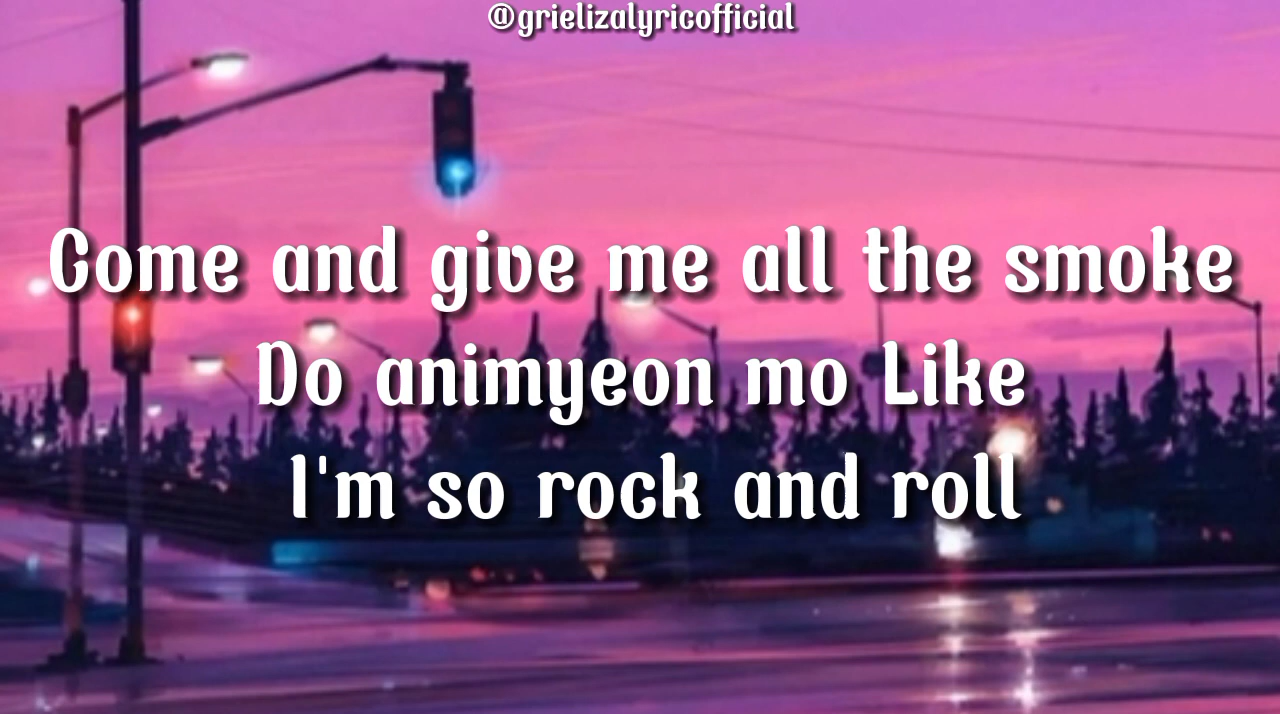 @grielizalyricofficial
Come and give me all the smoke
Do animyeon mo Like
I'm so rock and roll